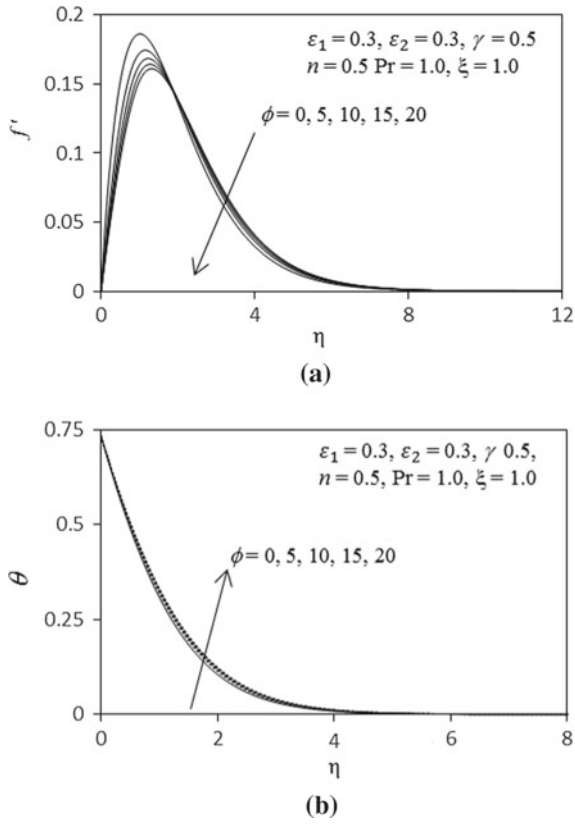 0.2
0.15
0.1
0.05
0
f '
ε₁ = 0.3, ε₂ = 0.3, γ = 0.5
n = 0.5 Pr = 1.0, ξ = 1.0
ϕ = 0, 5, 10, 15, 20
0 4 8 12
η
(a)
0.75
0.5
0.25
0
θ
ε₁ = 0.3, ε₂ = 0.3, γ 0.5,
n = 0.5, Pr = 1.0, ξ = 1.0
ϕ = 0, 5, 10, 15, 20
0 2 4 6 8
η
(b)